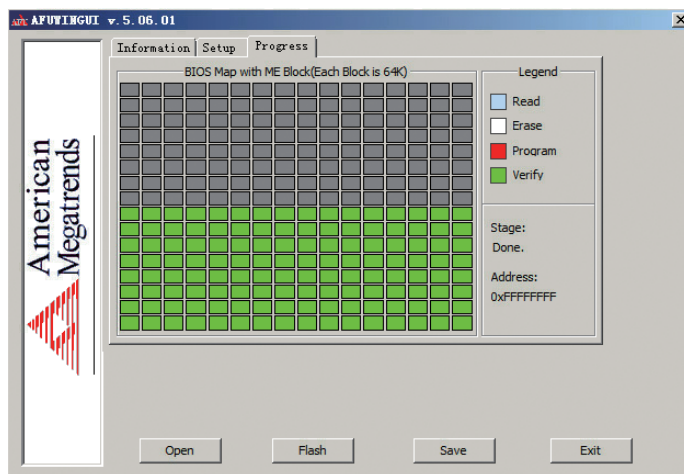 AFUWINGUI v.5.06.01
Information
Setup
Progress
BIOS Map with ME Block(Each Block is 64K)
Legend
Read
Erase
Program
Verify
Stage:
Done.
Address:
0xFFFFFFFF
American
Megatrends
Open
Flash
Save
Exit